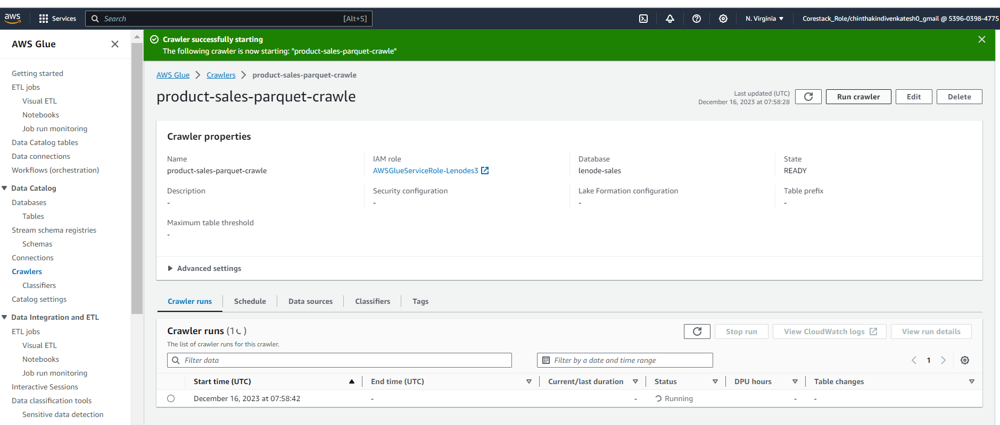 aws Services Search [Alt+S] N. Virginia Corestack_Role/chinthakindivenkatesh0_gmail @ 5396-0398-4775
AWS Glue
Getting started
ETL jobs
Visual ETL
Notebooks
Job run monitoring
Data Catalog tables
Data connections
Workflows (orchestration)
Data Catalog
Databases
Tables
Stream schema registries
Schemas
Connections
Crawlers
Classifiers
Catalog settings
Data Integration and ETL
ETL jobs
Visual ETL
Notebooks
Job run monitoring
Interactive Sessions
Data classification tools
Sensitive data detection
Crawler successfully starting
The following crawler is now starting: "product-sales-parquet-crawle"
AWS Glue Crawlers product-sales-parquet-crawle
product-sales-parquet-crawle
Last updated (UTC)
December 16, 2023 at 07:58:28
Run crawler Edit Delete
Crawler properties
Name IAM role Database State
product-sales-parquet-crawle AWSGlueServiceRole-Lenodes3 lenode-sales READY
Description Security configuration Lake Formation configuration Table prefix
- - - -
Maximum table threshold
-
Advanced settings
Crawler runs Schedule Data sources Classifiers Tags
Crawler runs (1)
Stop run View CloudWatch logs View run details
The list of crawler runs for this crawler.
Filter data Filter by a date and time range 1
Start time (UTC) End time (UTC) Current/last duration Status DPU hours Table changes
December 16, 2023 at 07:58:42 - - Running - -